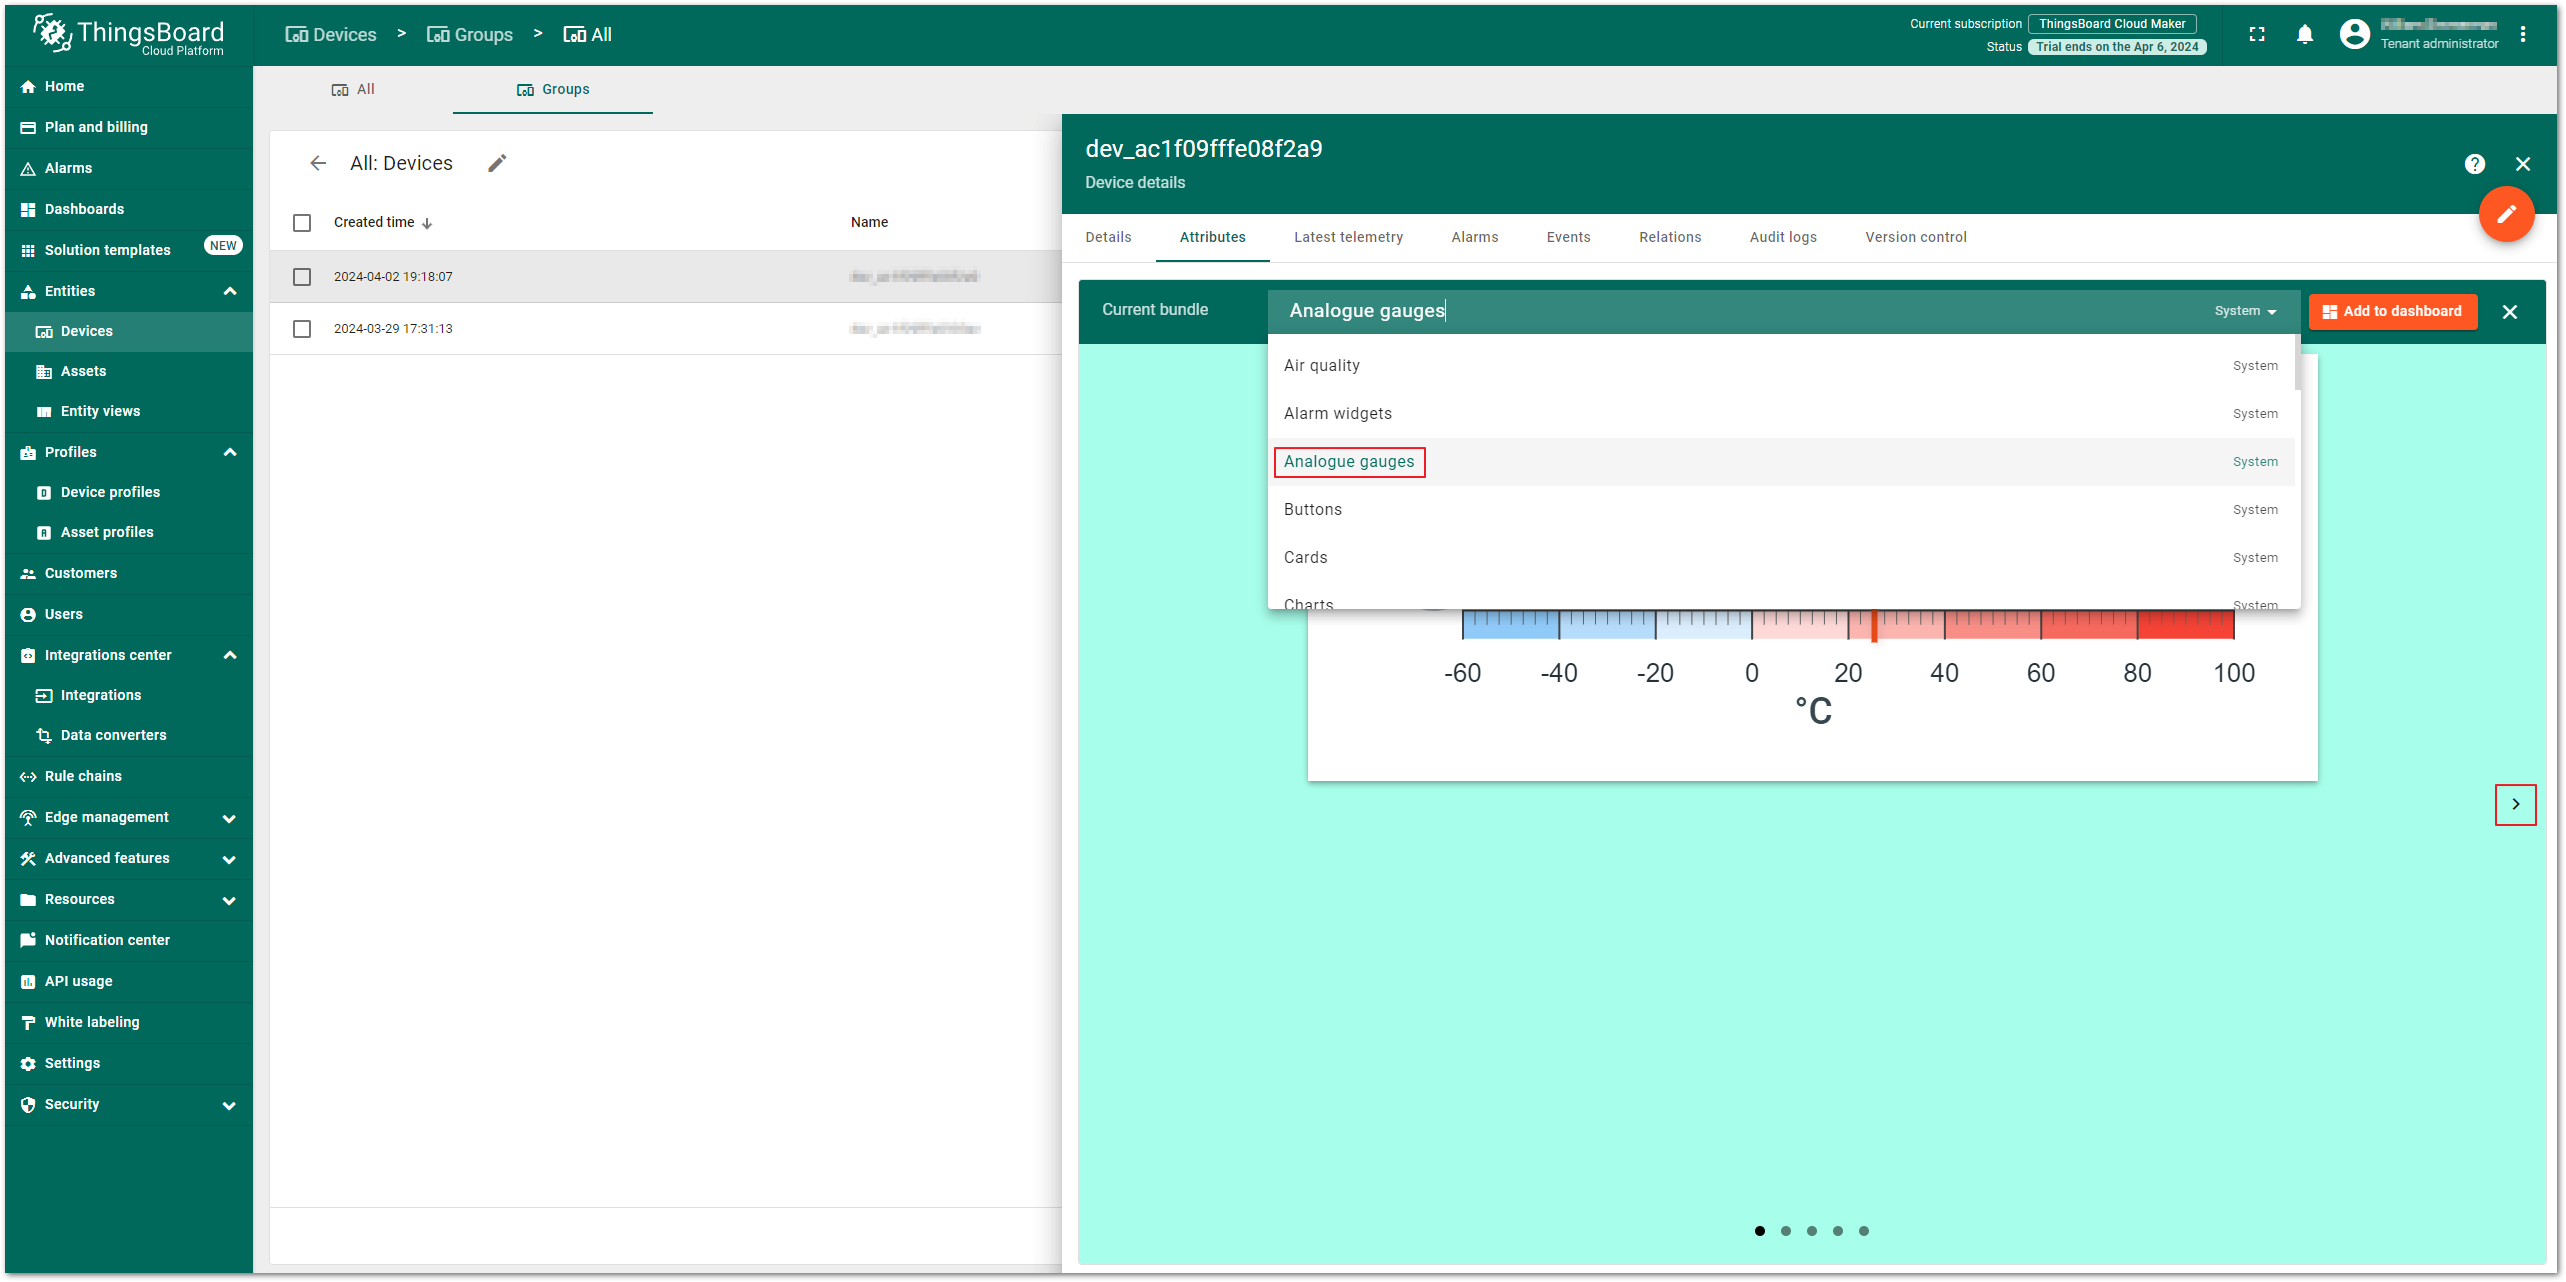 ThingsBoard
Cloud Platform
Devices > Groups > All
Current subscription ThingsBoard Cloud Maker
Status Trial ends on the Apr 6, 2024
Tenant administrator
Home
Plan and billing
Alarms
Dashboards
Solution templates NEW
Entities
Devices
Assets
Entity views
Profiles
Device profiles
Asset profiles
Customers
Users
Integrations center
Integrations
Data converters
Rule chains
Edge management
Advanced features
Resources
Notification center
API usage
White labeling
Settings
Security
All Groups
All: Devices
Created time Name
2024-04-02 19:18:07
2024-03-29 17:31:13
dev_ac1f09fffe08f2a9
Device details
Details Attributes Latest telemetry Alarms Events Relations Audit logs Version control
Current bundle Analogue gauges System Add to dashboard
Air quality System
Alarm widgets System
Analogue gauges System
Buttons System
Cards System
Charts System
-60 -40 -20 0 20 40 60 80 100
°C